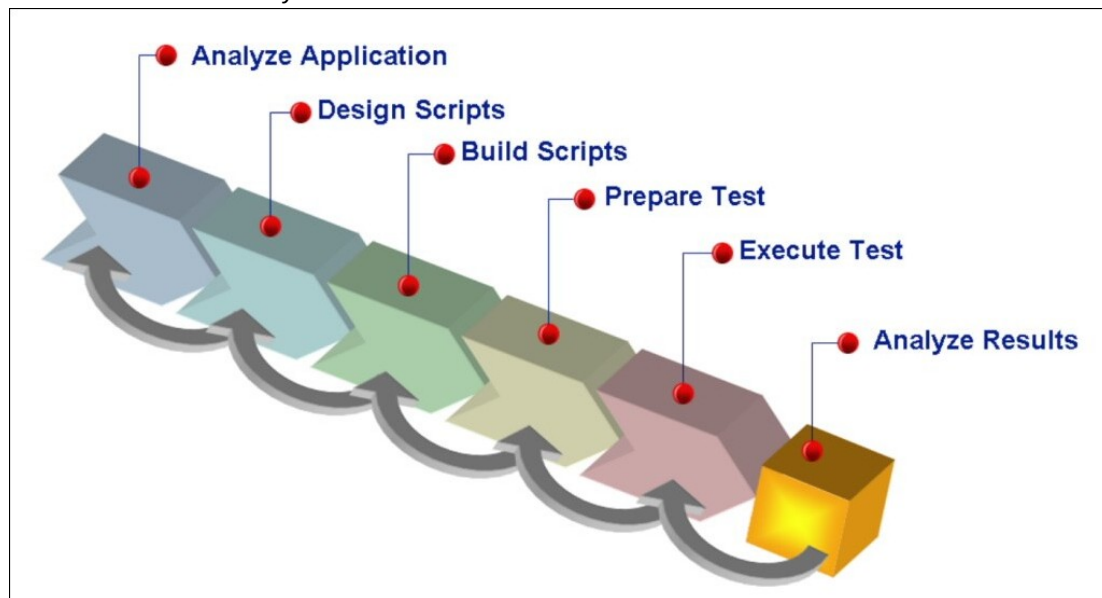 Analyze Application
Design Scripts
Build Scripts
Prepare Test
Execute Test
Analyze Results